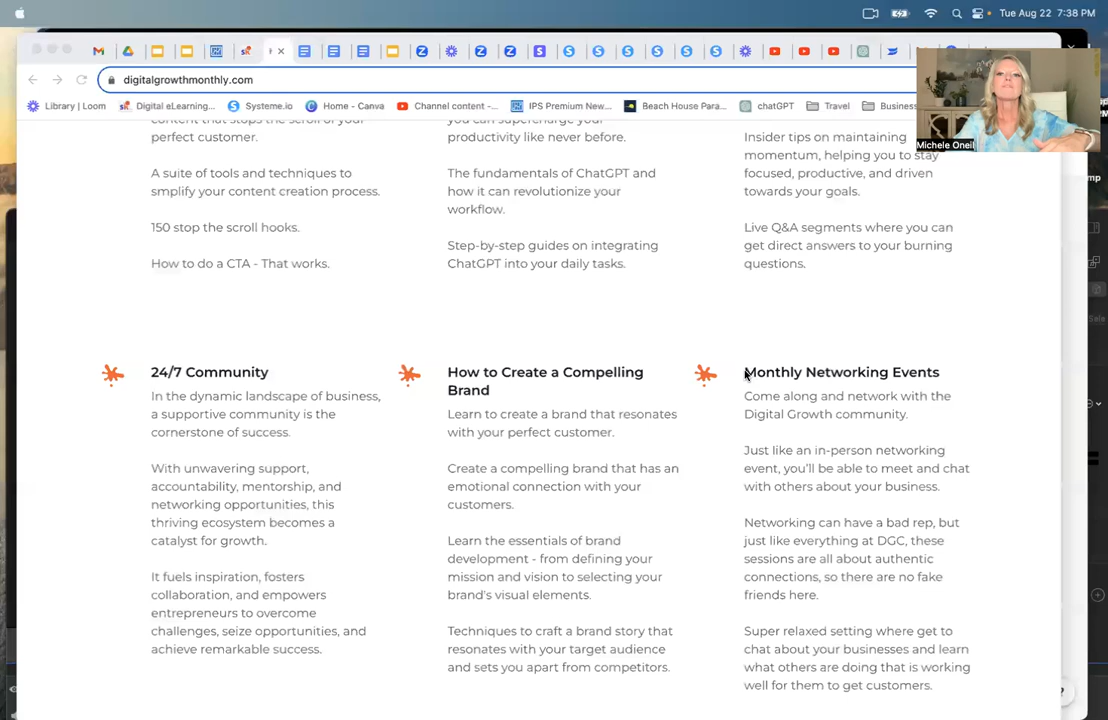 Tue Aug 22 7:38 PM
digitalgrowthmonthly.com
Library | Loom
Digital eLearning...
Systeme.io
Home - Canva
Channel content -...
IPS Premium New...
Beach House Para...
chatGPT
Travel
Business
Michele Oneil
content that stops the scroll of your
perfect customer.
A suite of tools and techniques to
smplify your content creation process.
150 stop the scroll hooks.
How to do a CTA - That works.
you can supercharge your
productivity like never before.
The fundamentals of ChatGPT and
how it can revolutionize your
workflow.
Step-by-step guides on integrating
ChatGPT into your daily tasks.
Insider tips on maintaining
momentum, helping you to stay
focused, productive, and driven
towards your goals.
Live Q&A segments where you can
get direct answers to your burning
questions.
24/7 Community
In the dynamic landscape of business,
a supportive community is the
cornerstone of success.
With unwavering support,
accountability, mentorship, and
networking opportunities, this
thriving ecosystem becomes a
catalyst for growth.
It fuels inspiration, fosters
collaboration, and empowers
entrepreneurs to overcome
challenges, seize opportunities, and
achieve remarkable success.
How to Create a Compelling
Brand
Learn to create a brand that resonates
with your perfect customer.
Create a compelling brand that has an
emotional connection with your
customers.
Learn the essentials of brand
development - from defining your
mission and vision to selecting your
brand's visual elements.
Techniques to craft a brand story that
resonates with your target audience
and sets you apart from competitors.
Monthly Networking Events
Come along and network with the
Digital Growth community.
Just like an in-person networking
event, you'll be able to meet and chat
with others about your business.
Networking can have a bad rep, but
just like everything at DGC, these
sessions are all about authentic
connections, so there are no fake
friends here.
Super relaxed setting where get to
chat about your businesses and learn
what others are doing that is working
well for them to get customers.